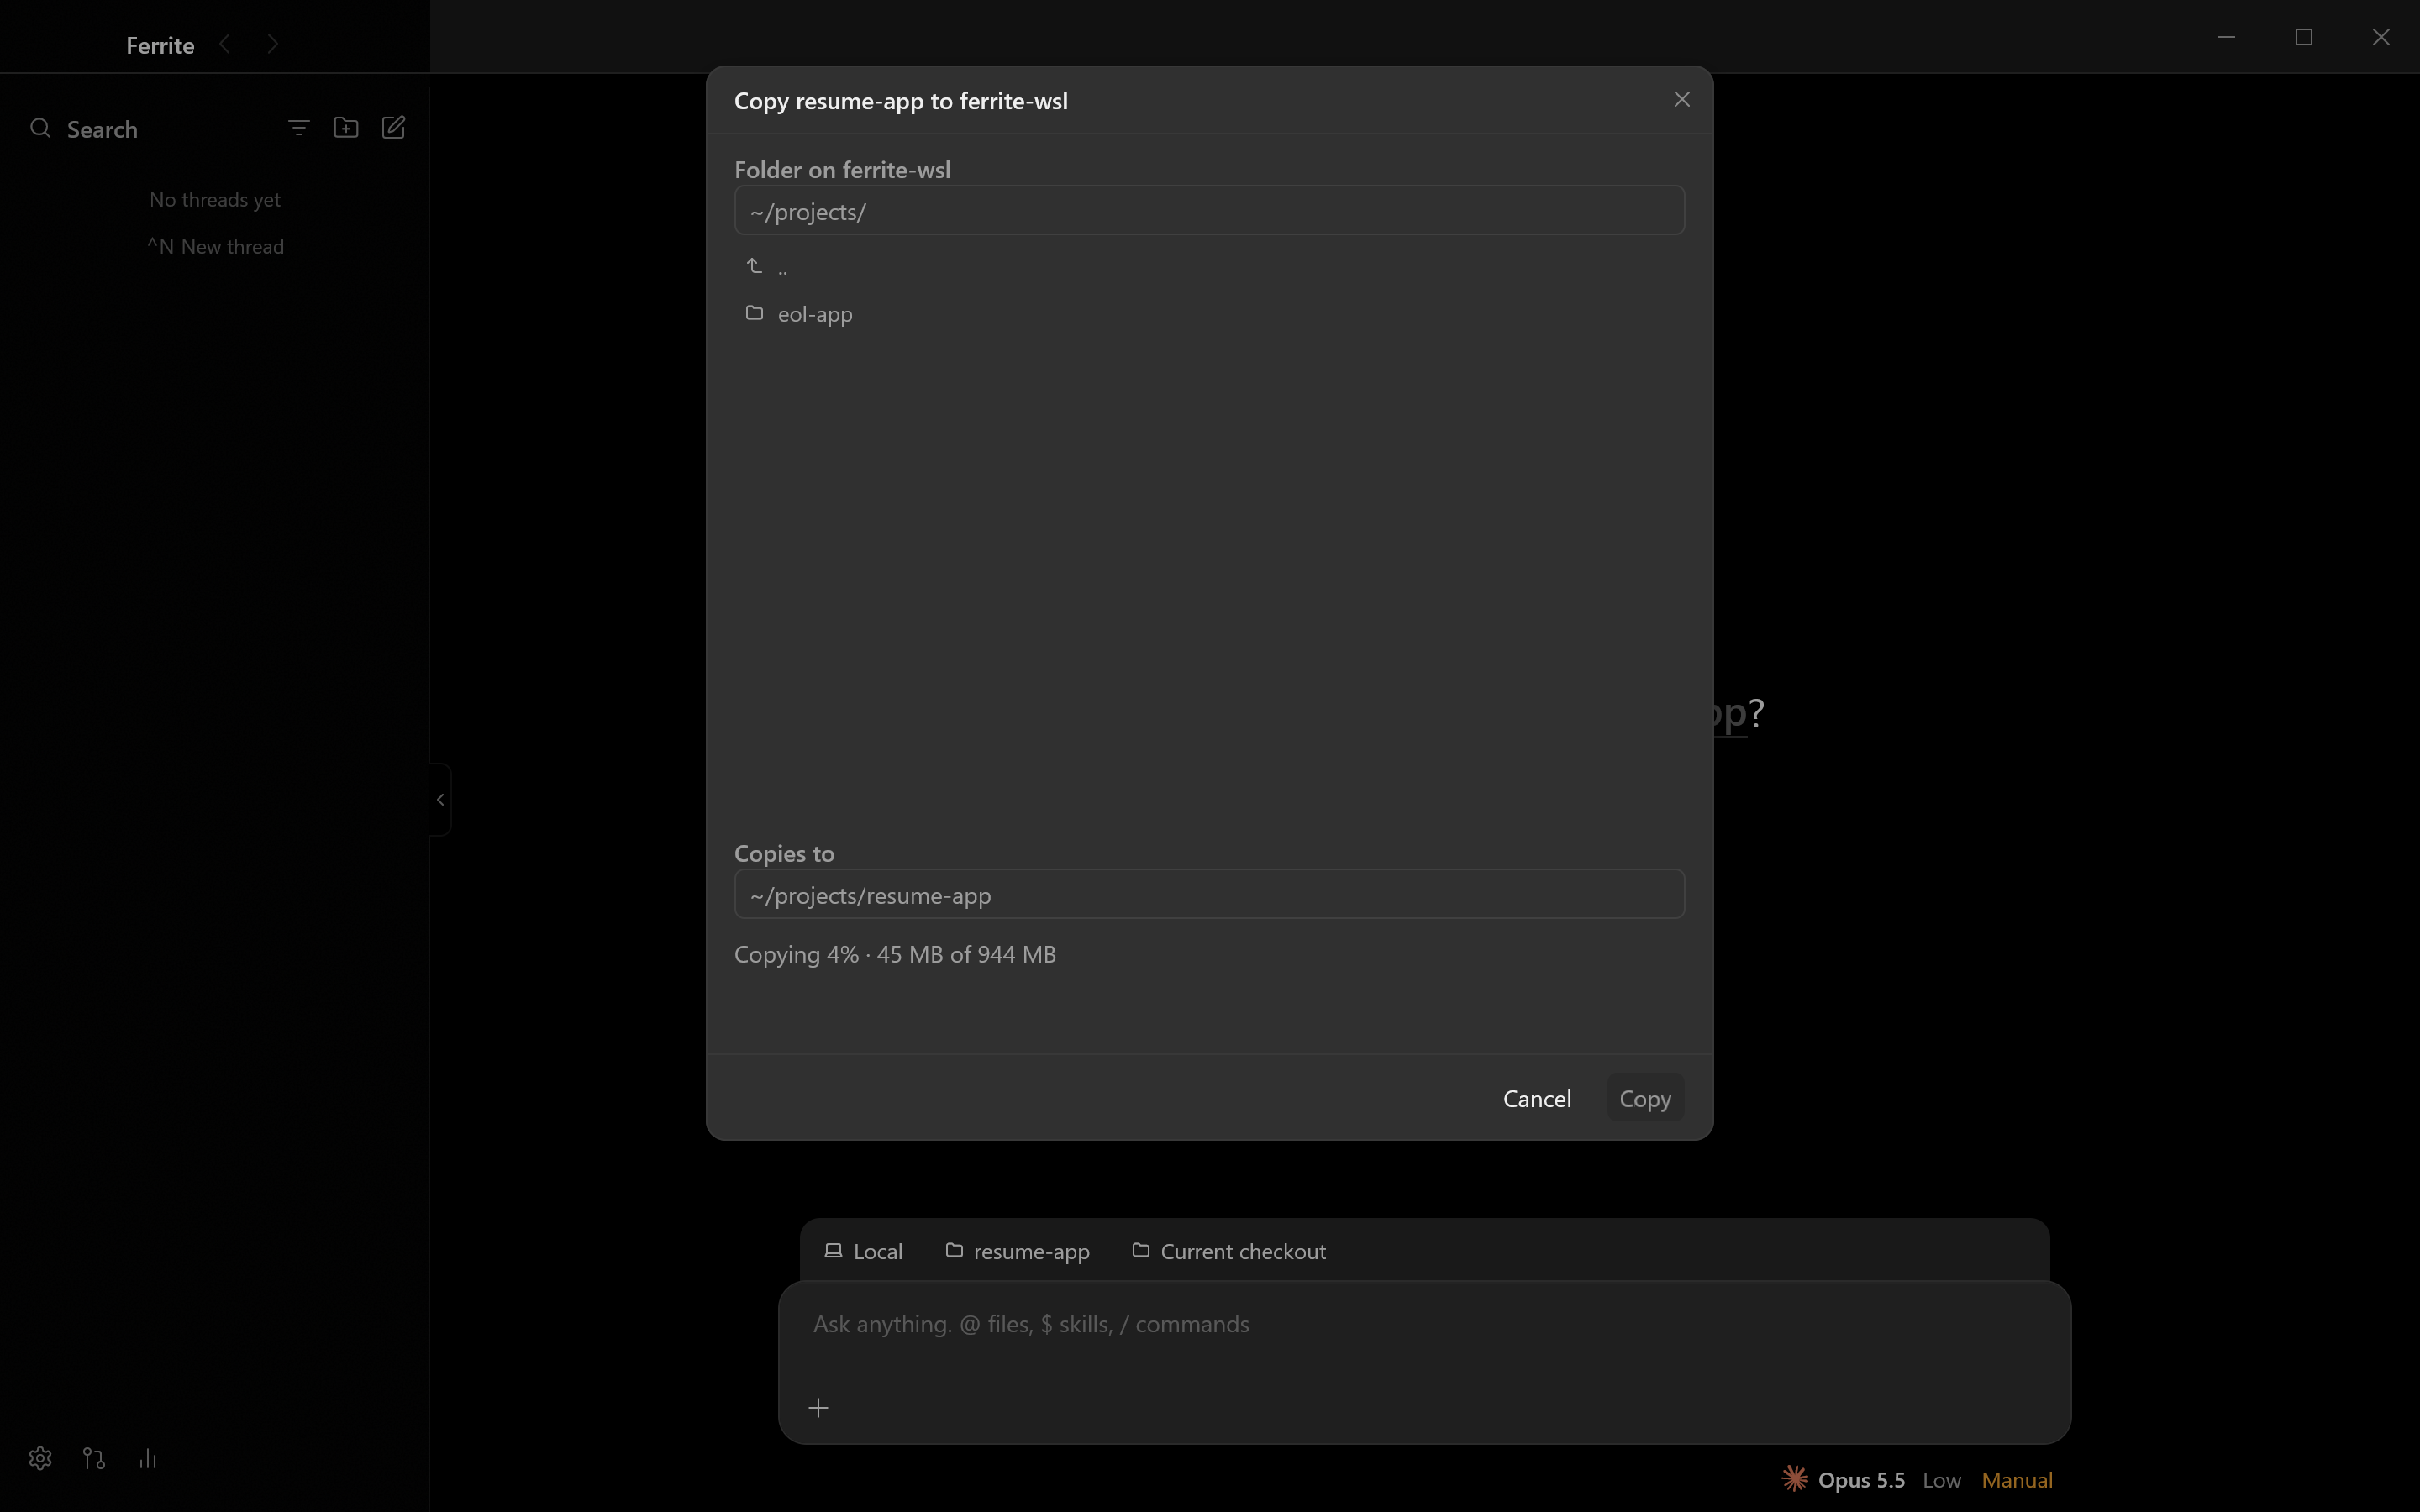 Ferrite
Search
No threads yet
^N New thread
Copy resume-app to ferrite-wsl
Folder on ferrite-wsl
~/projects/
..
eol-app
Copies to
~/projects/resume-app
Copying 4% · 45 MB of 944 MB
Cancel
Copy
pp?
Local
resume-app
Current checkout
Ask anything. @ files, $ skills, / commands
Opus 5.5
Low
Manual